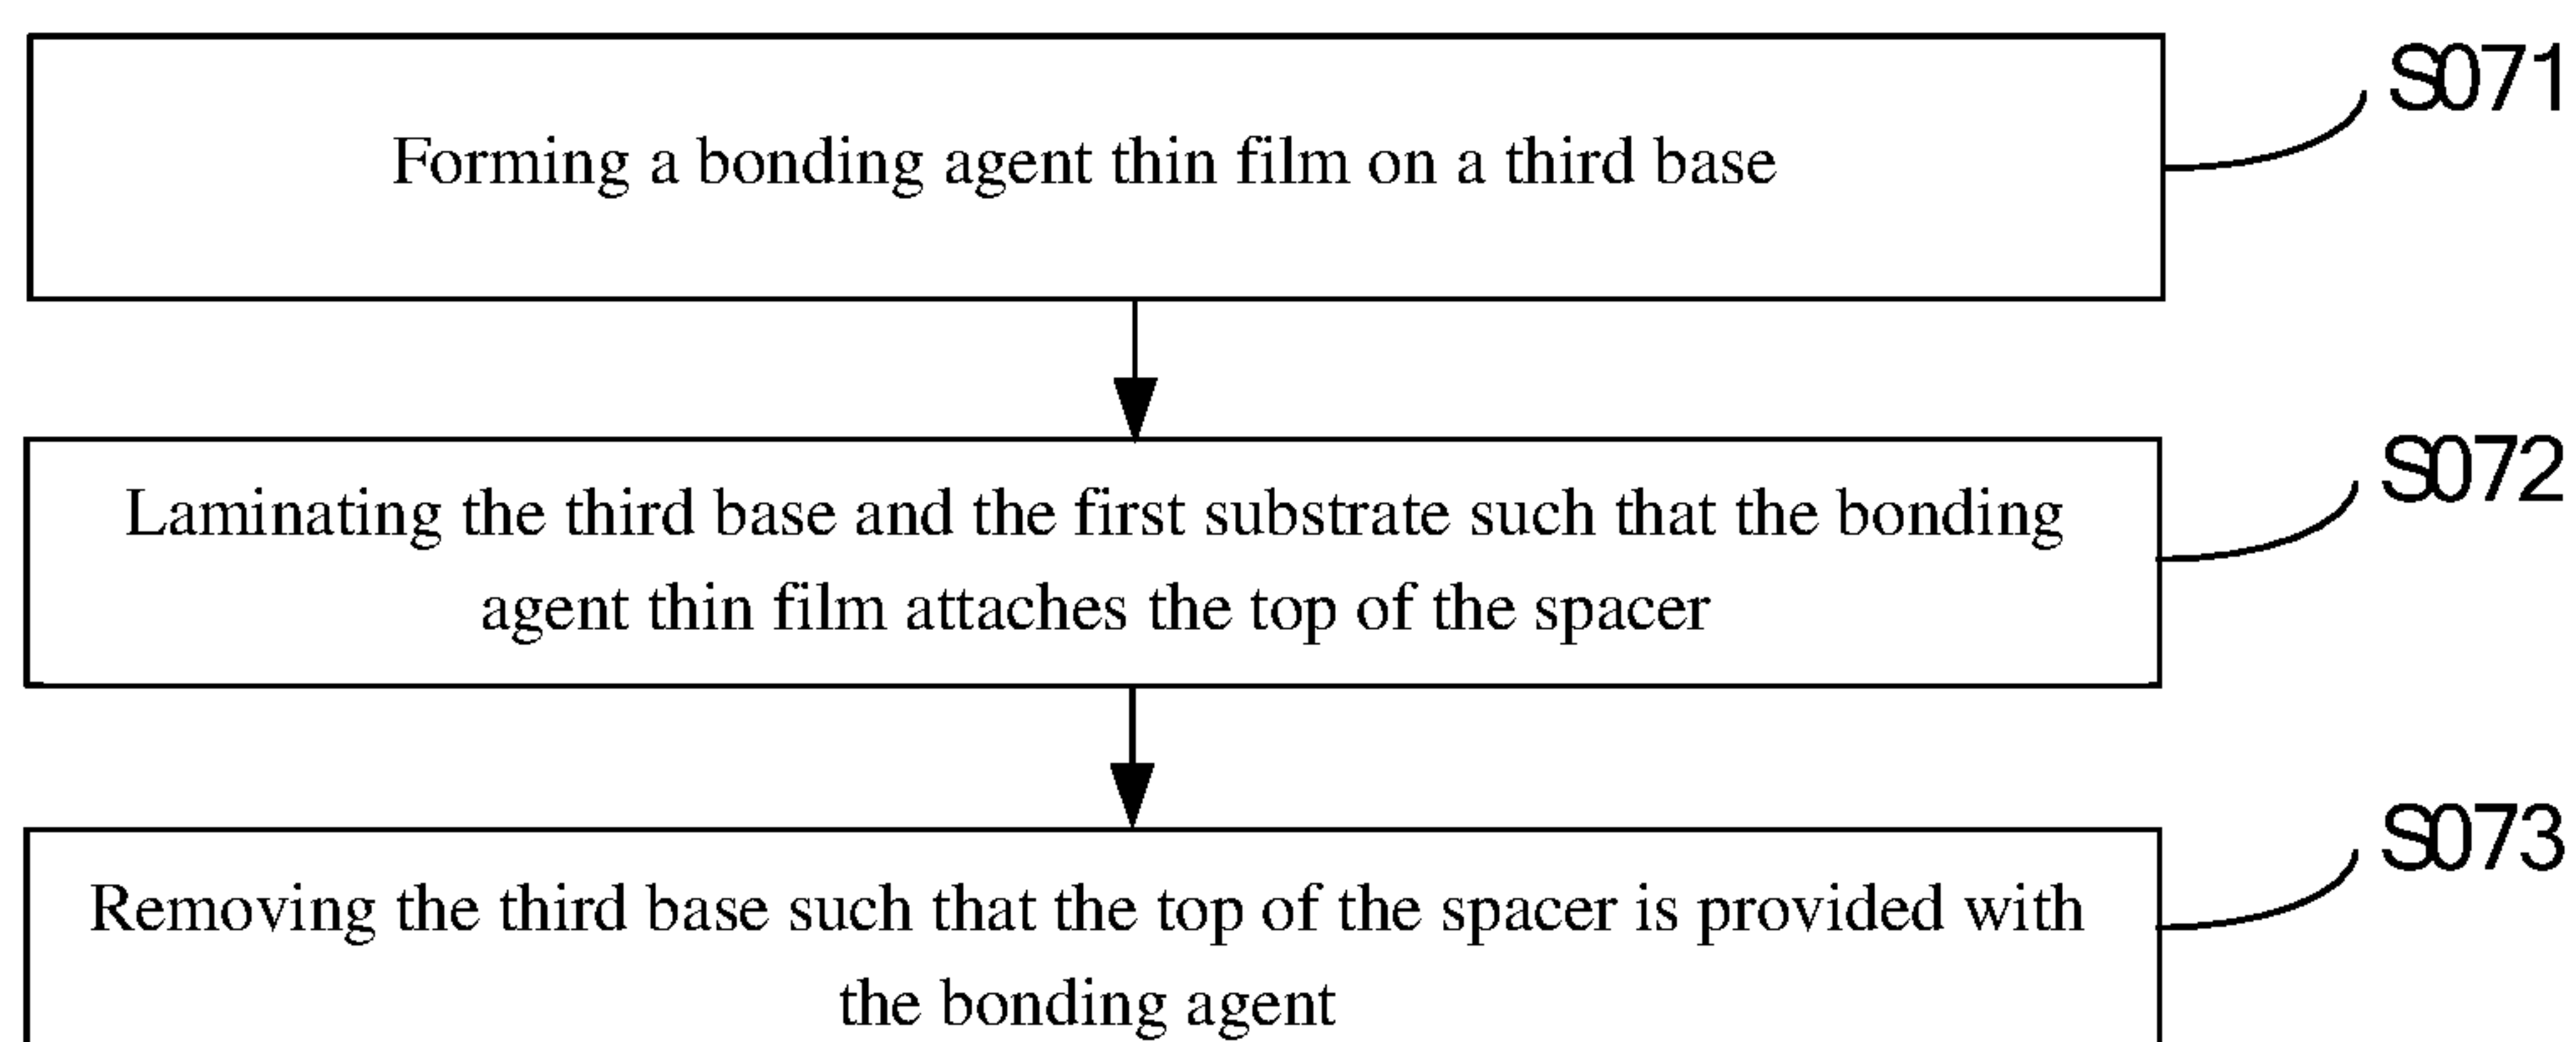 Forming a bonding agent thin film on a third base
S071
Laminating the third base and the first substrate such that the bonding
agent thin film attaches the top of the spacer
S072
Removing the third base such that the top of the spacer is provided with
the bonding agent
S073